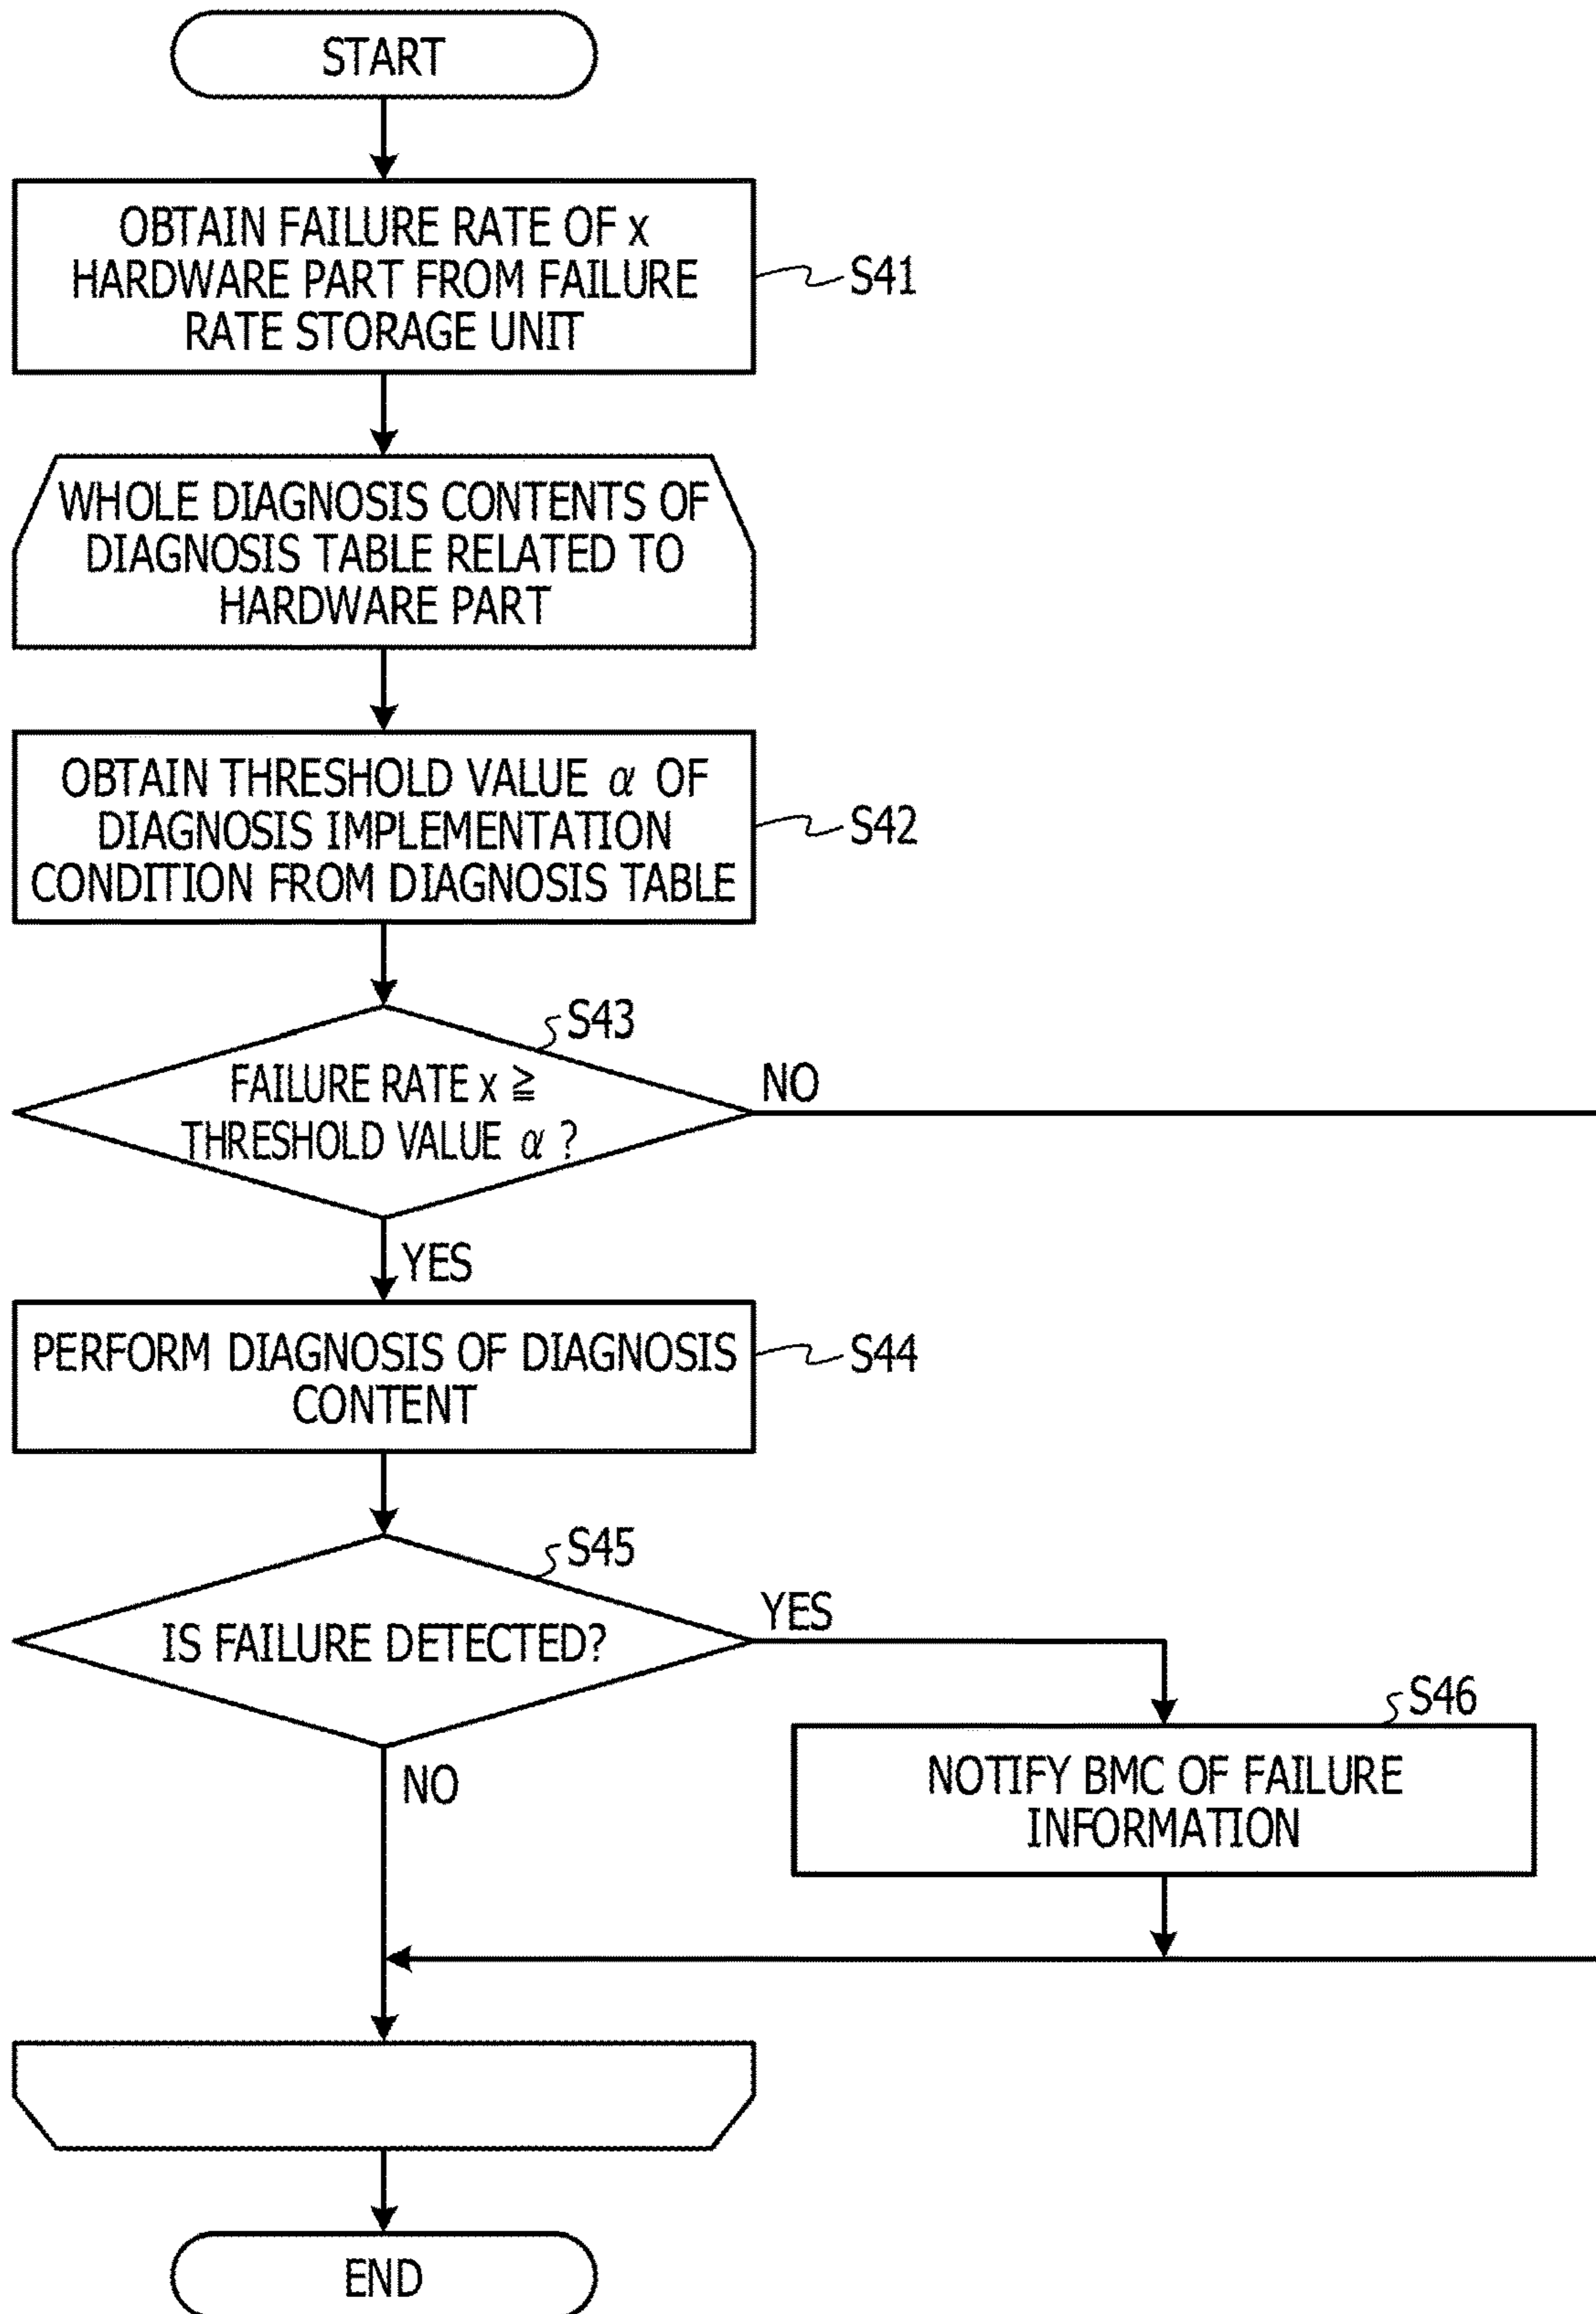 START
OBTAIN FAILURE RATE OF x
HARDWARE PART FROM FAILURE
RATE STORAGE UNIT
S41
WHOLE DIAGNOSIS CONTENTS OF
DIAGNOSIS TABLE RELATED TO
HARDWARE PART
OBTAIN THRESHOLD VALUE α OF
DIAGNOSIS IMPLEMENTATION
CONDITION FROM DIAGNOSIS TABLE
S42
S43
FAILURE RATE x ≧
THRESHOLD VALUE α ?
NO
YES
PERFORM DIAGNOSIS OF DIAGNOSIS
CONTENT
S44
S45
IS FAILURE DETECTED?
YES
NO
S46
NOTIFY BMC OF FAILURE
INFORMATION
END